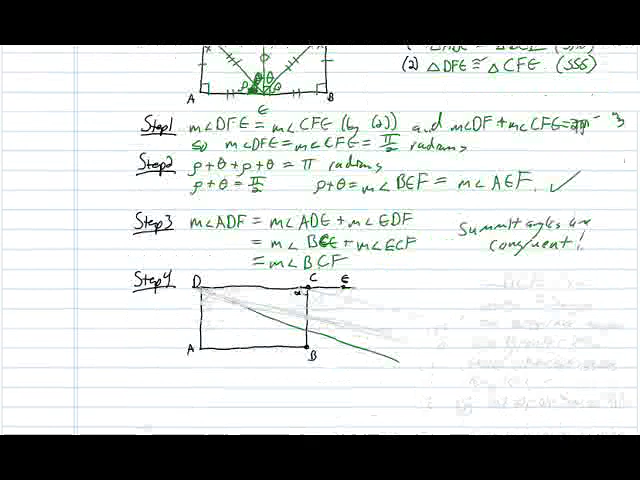 (2) △DFE ≅ △CFE (SSS)
ρ θ θ ρ
A B
E
Step1 m∠DFE = m∠CFE (by (2)) and m∠DF + m∠CFE =
so m∠DFE = m∠CFE = π/2 radians
Step2 ρ+θ+ρ+θ = π radians
ρ+θ = π/2 ρ+θ = m∠BEF = m∠AEF. ✓
Step3 m∠ADF = m∠ADE + m∠EDF
= m∠BCE + m∠ECF
= m∠BCF
Summit angles are
congruent!
Step4 D C E
α
A B